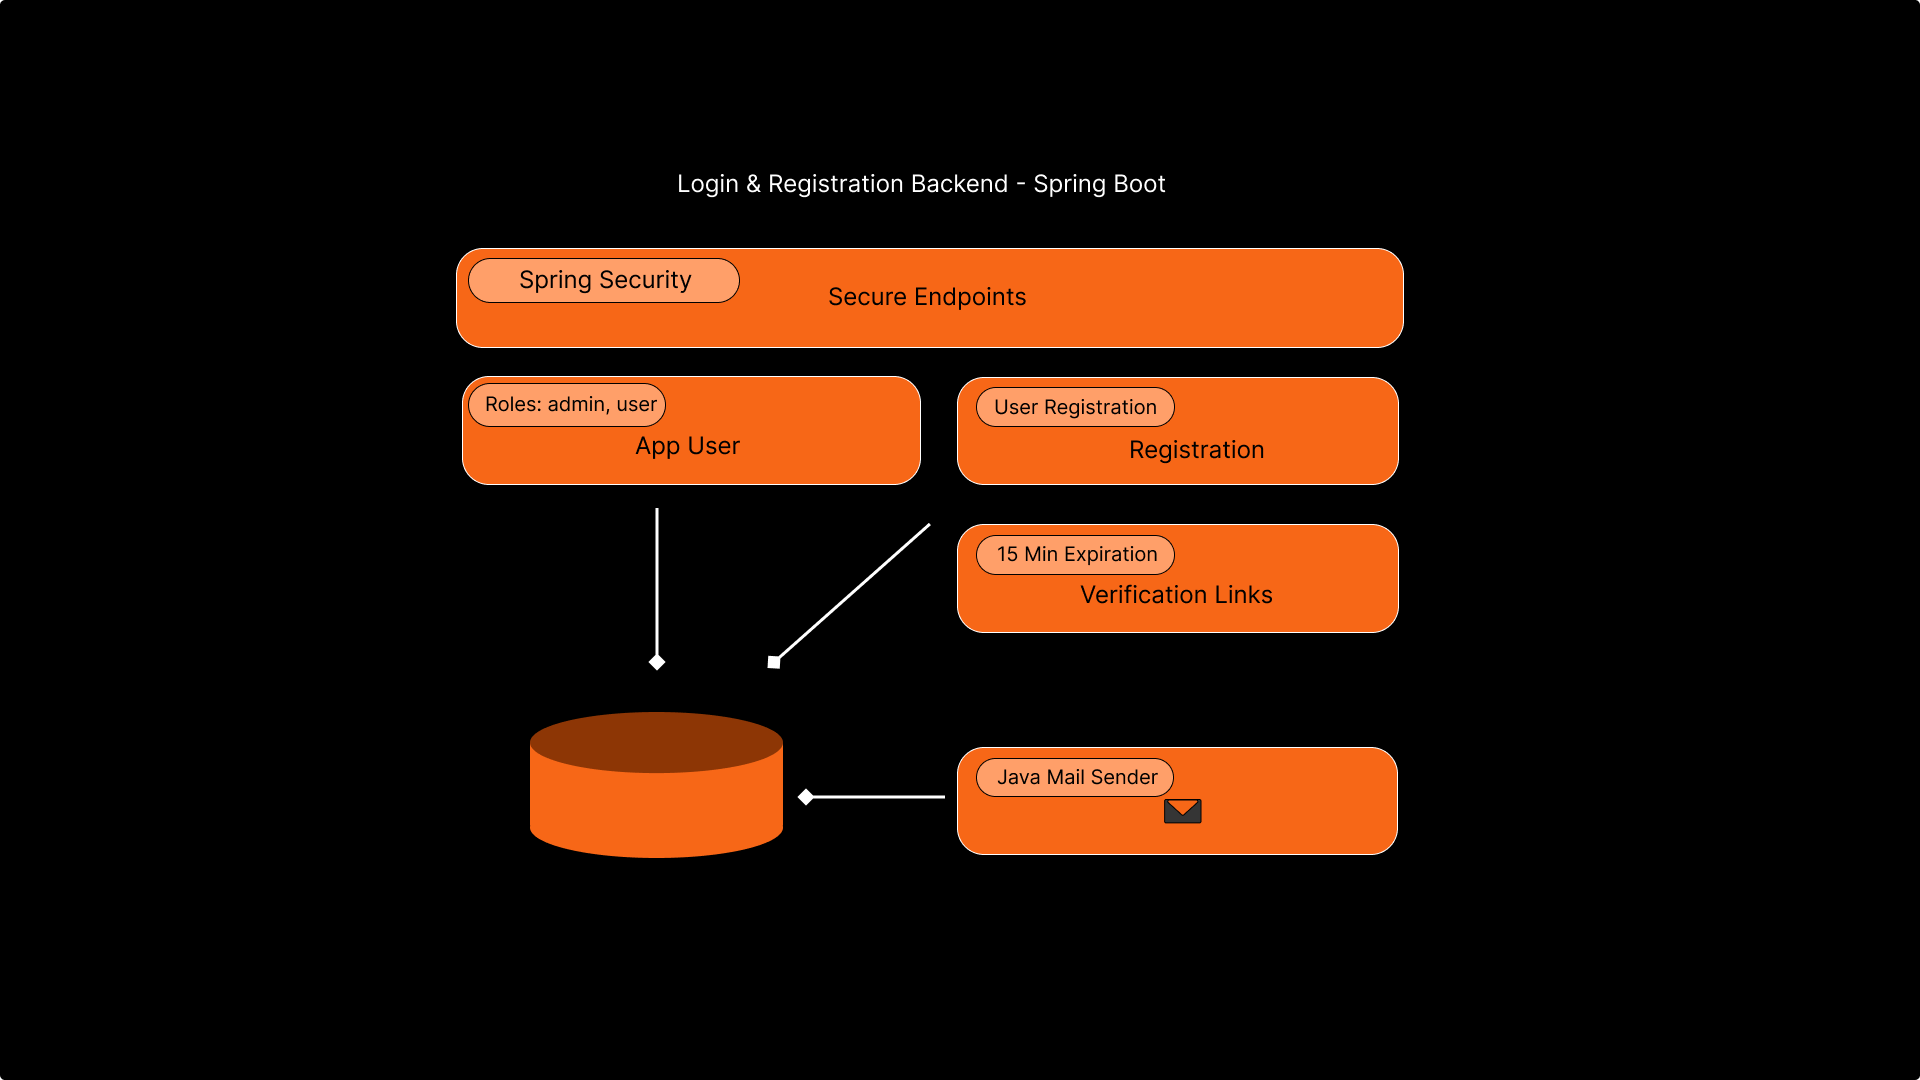 Login & Registration Backend - Spring Boot
Spring Security
Secure Endpoints
Roles: admin, user
App User
User Registration
Registration
15 Min Expiration
Verification Links
Java Mail Sender